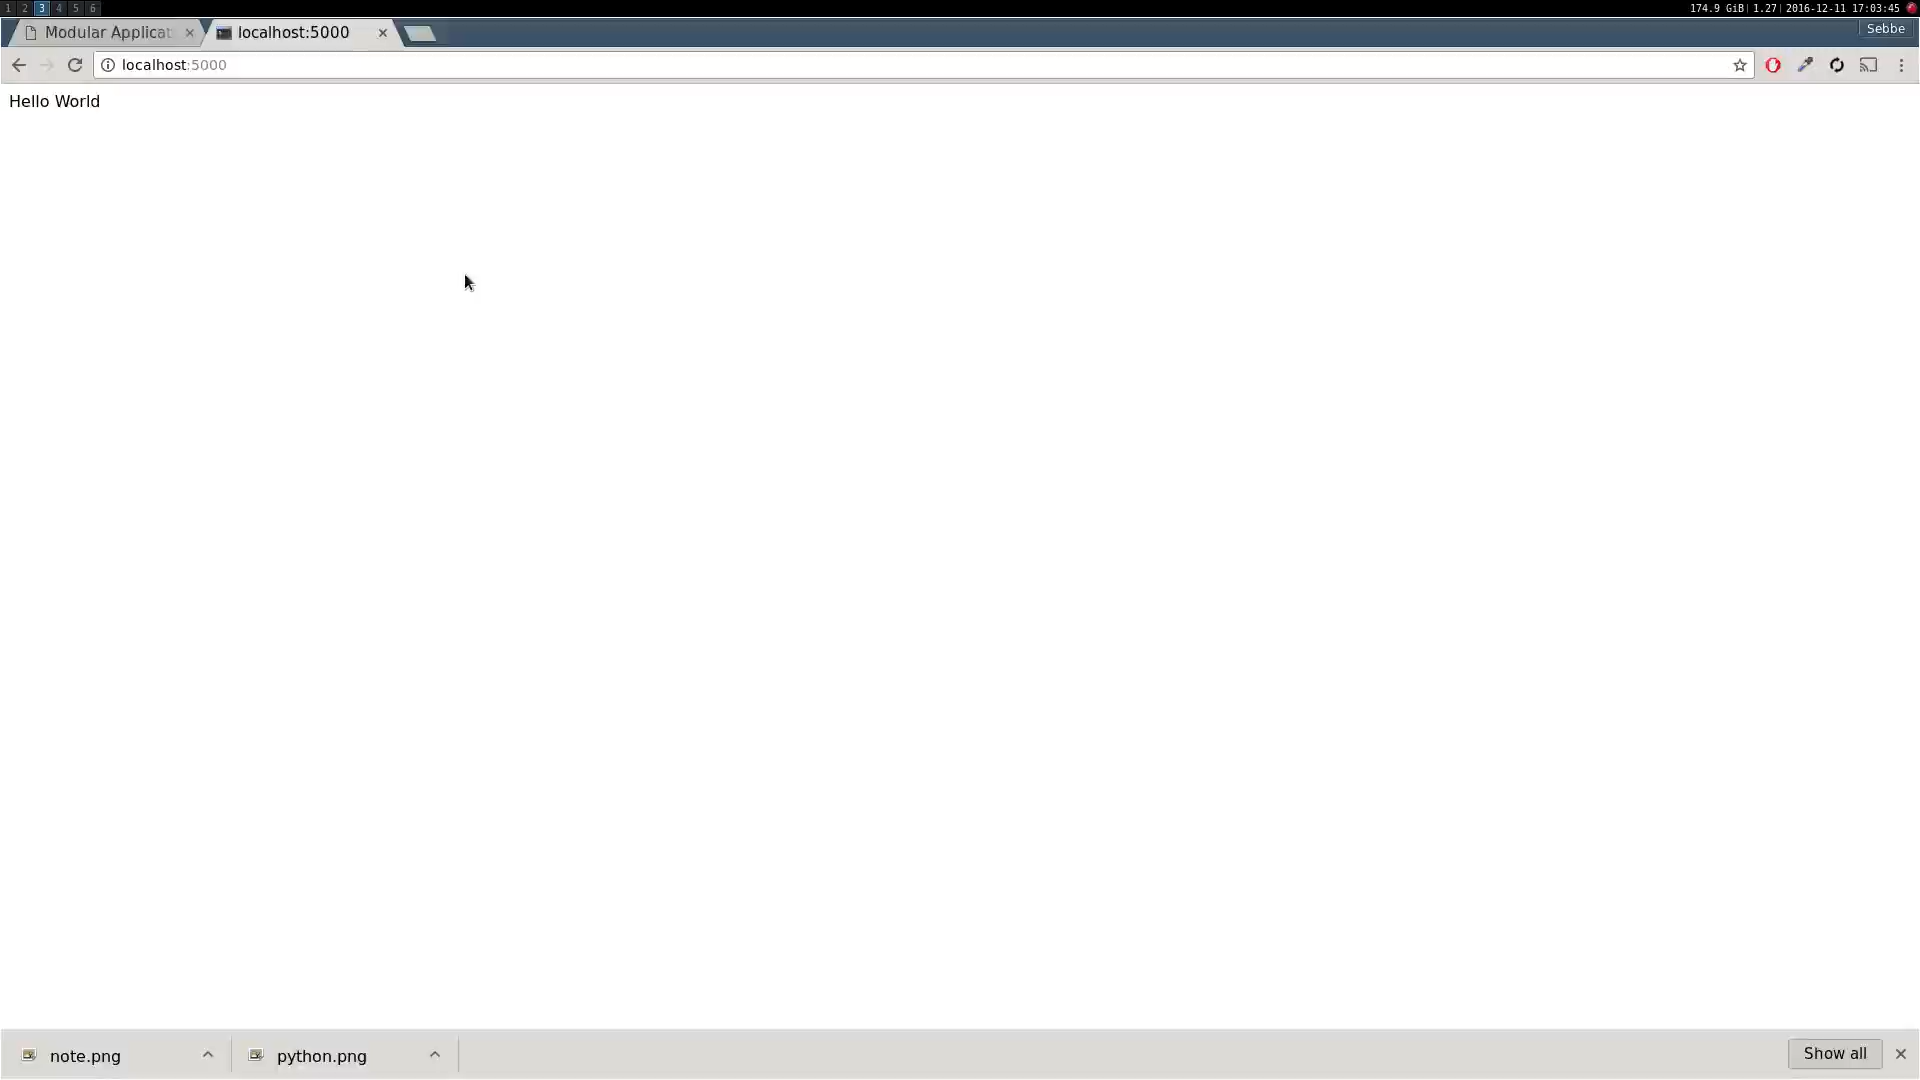 1 2 3 4 5 6 174.9 GiB| 1.27| 2016-12-11 17:03:45
Modular Applicat localhost:5000 Sebbe
localhost:5000
Hello World
note.png python.png Show all